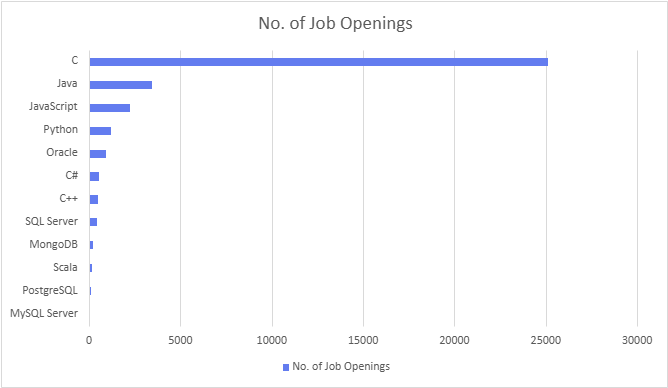 No. of Job Openings
C
Java
JavaScript
Python
Oracle
C#
C++
SQL Server
MongoDB
Scala
PostgreSQL
MySQL Server
0 5000 10000 15000 20000 25000 30000
No. of Job Openings